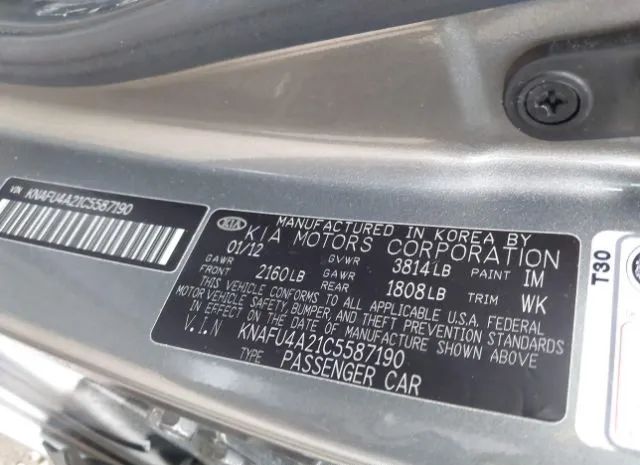 VIN KNAFU4A21C5587190
KIA
MANUFACTURED IN KOREA BY
KIA MOTORS CORPORATION
01/12 GVWR 3814LB PAINT IM
GAWR FRONT 2160LB GAWR REAR 1808LB TRIM WK
THIS VEHICLE CONFORMS TO ALL APPLICABLE U.S.A. FEDERAL
MOTOR VEHICLE SAFETY, BUMPER, AND THEFT PREVENTION STANDARDS
IN EFFECT ON THE DATE OF MANUFACTURE SHOWN ABOVE
V.I.N KNAFU4A21C5587190
TYPE PASSENGER CAR
T30